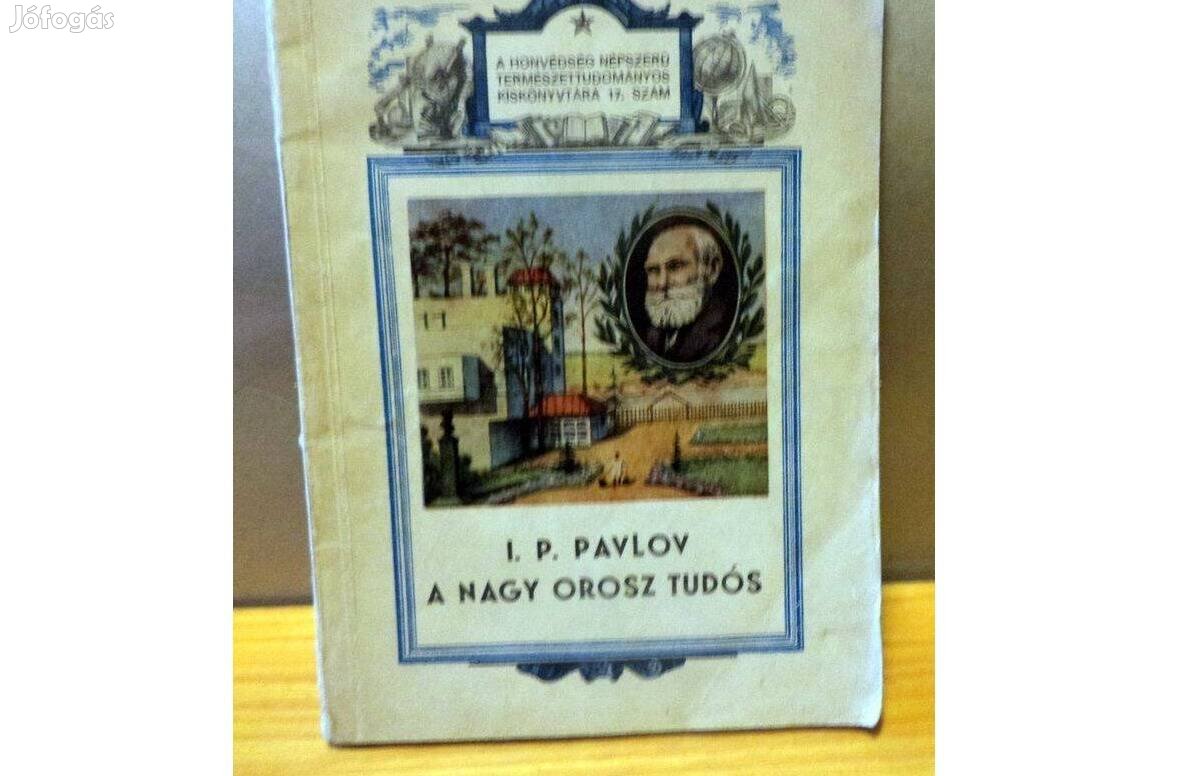 Jófogás
A HONVÉDSÉG NÉPSZERŰ
TERMÉSZETTUDOMÁNYOS
KISKÖNYVTÁRA 17. SZÁM
I. P. PAVLOV
A NAGY OROSZ TUDÓS